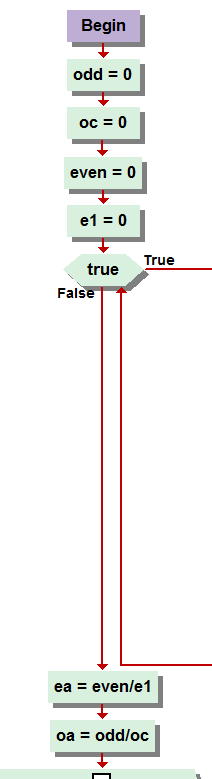 Begin
odd = 0
oc = 0
even = 0
e1 = 0
true
True
False
ea = even/e1
oa = odd/oc